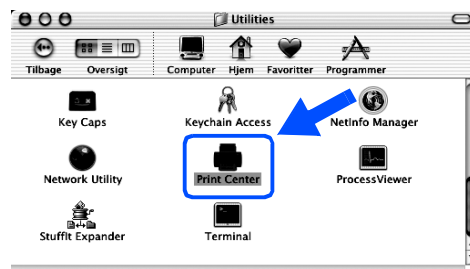 Utilities
Tilbage Oversigt Computer Hjem Favoritter Programmer
Key Caps Keychain Access NetInfo Manager
Network Utility Print Center ProcessViewer
StuffIt Expander Terminal